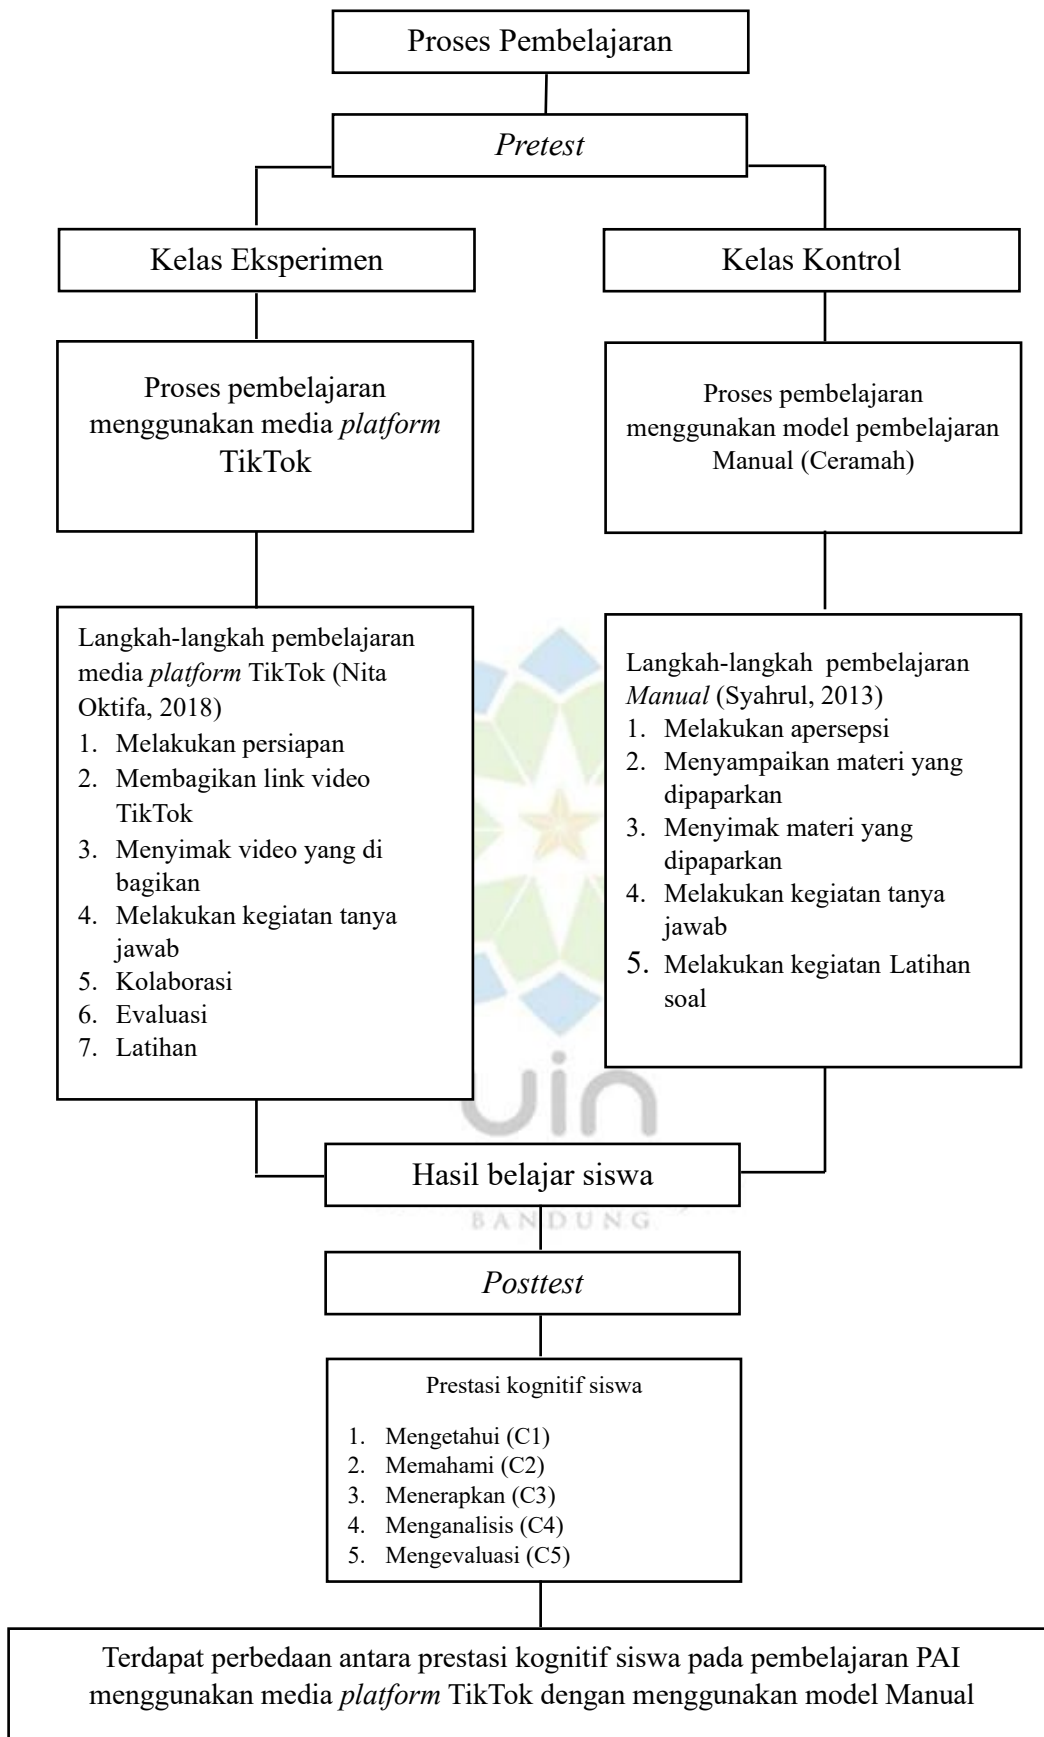 Proses Pembelajaran
Pretest
Kelas Eksperimen
Kelas Kontrol
Proses pembelajaran
menggunakan media platform
TikTok
Proses pembelajaran
menggunakan model pembelajaran
Manual (Ceramah)
Langkah-langkah pembelajaran
media platform TikTok (Nita
Oktifa, 2018)
1. Melakukan persiapan
2. Membagikan link video
TikTok
3. Menyimak video yang di
bagikan
4. Melakukan kegiatan tanya
jawab
5. Kolaborasi
6. Evaluasi
7. Latihan
Langkah-langkah pembelajaran
Manual (Syahrul, 2013)
1. Melakukan apersepsi
2. Menyampaikan materi yang
dipaparkan
3. Menyimak materi yang
dipaparkan
4. Melakukan kegiatan tanya
jawab
5. Melakukan kegiatan Latihan
soal
uin
Hasil belajar siswa
BANDUNG
Posttest
Prestasi kognitif siswa
1. Mengetahui (C1)
2. Memahami (C2)
3. Menerapkan (C3)
4. Menganalisis (C4)
5. Mengevaluasi (C5)
Terdapat perbedaan antara prestasi kognitif siswa pada pembelajaran PAI
menggunakan media platform TikTok dengan menggunakan model Manual